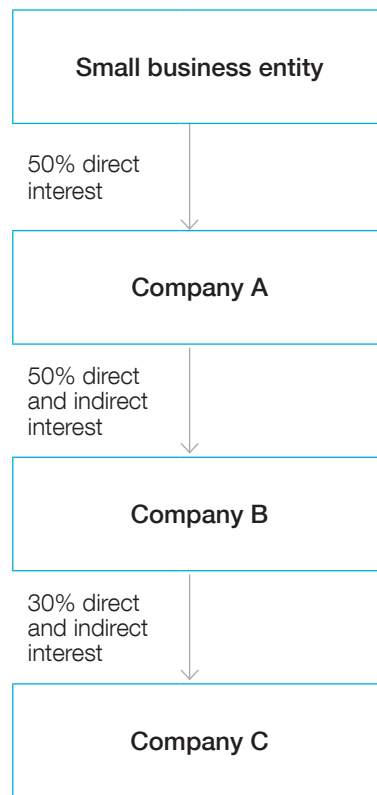 Small business entity
50% direct
interest
Company A
50% direct
and indirect
interest
Company B
30% direct
and indirect
interest
Company C